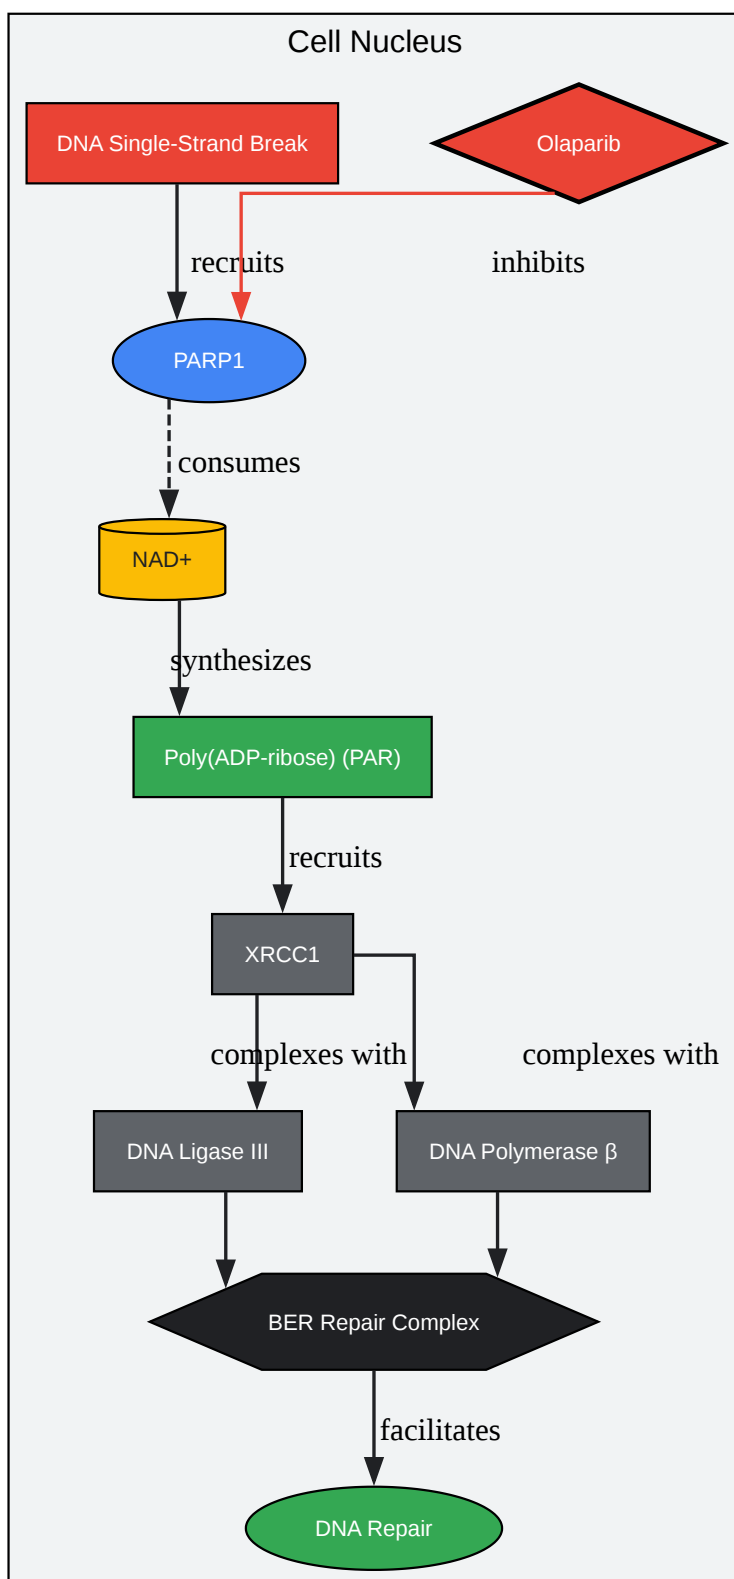 Cell Nucleus
DNA Single-Strand Break
Olaparib
recruits
inhibits
PARP1
consumes
NAD+
synthesizes
Poly(ADP-ribose) (PAR)
recruits
XRCC1
complexes with
complexes with
DNA Ligase III
DNA Polymerase β
BER Repair Complex
facilitates
DNA Repair